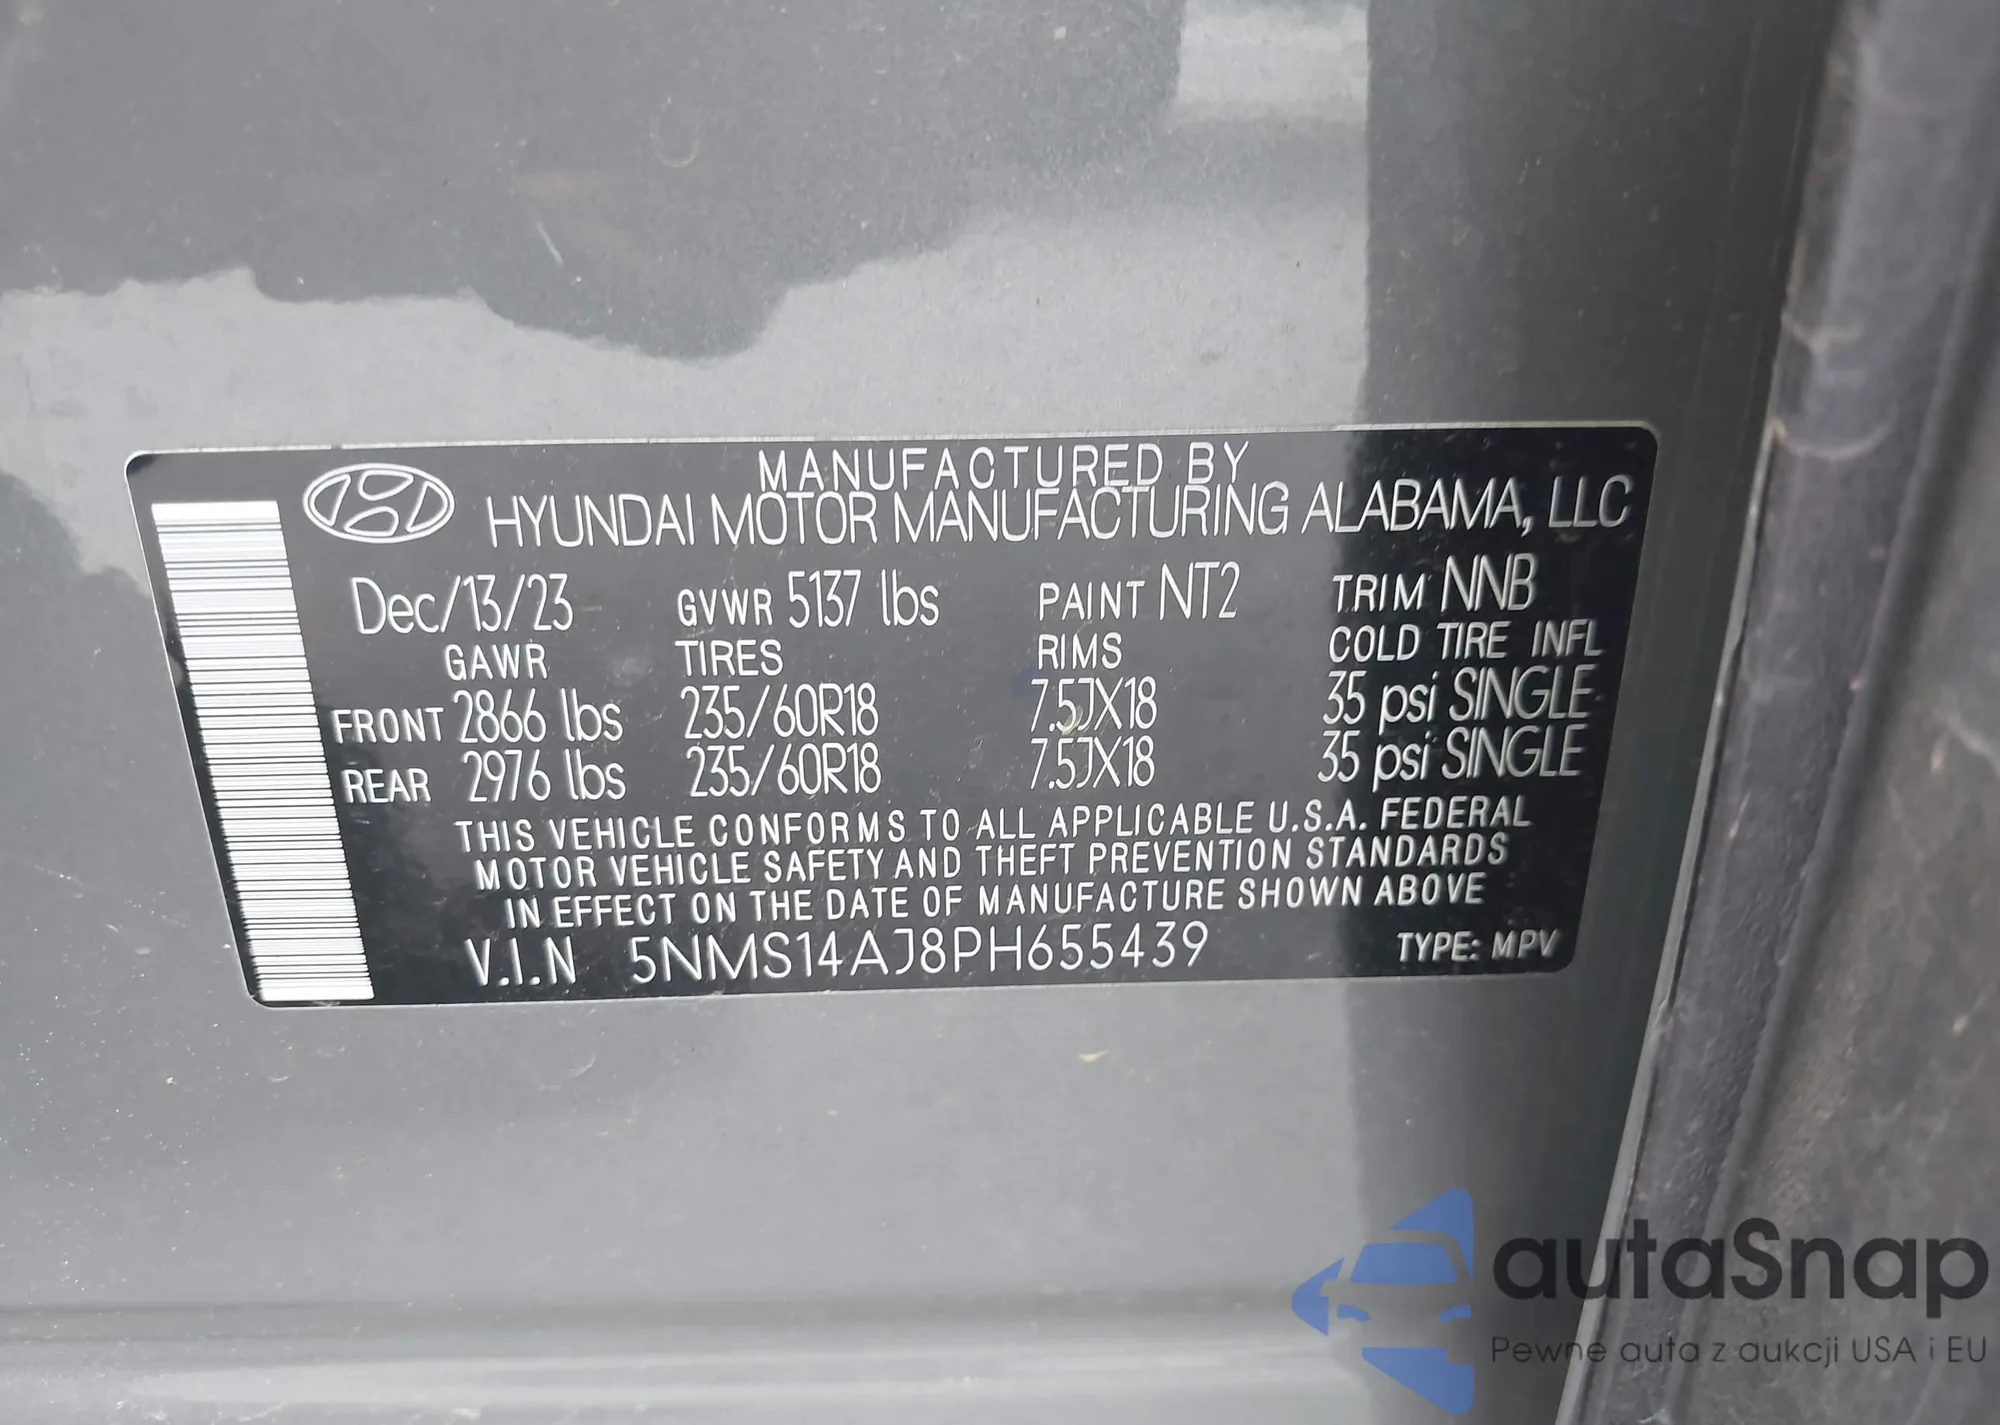 MANUFACTURED BY
HYUNDAI MOTOR MANUFACTURING ALABAMA, LLC
Dec/13/23 GVWR 5137 lbs PAINT NT2 TRIM NNB
GAWR TIRES RIMS COLD TIRE INFL
FRONT 2866 lbs 235/60R18 7.5JX18 35 psi SINGLE
REAR 2976 lbs 235/60R18 7.5JX18 35 psi SINGLE
THIS VEHICLE CONFORMS TO ALL APPLICABLE U.S.A. FEDERAL
MOTOR VEHICLE SAFETY AND THEFT PREVENTION STANDARDS
IN EFFECT ON THE DATE OF MANUFACTURE SHOWN ABOVE
V.I.N 5NMS14AJ8PH655439 TYPE: MPV
autaSnap
Pewne auta z aukcji USA i EU